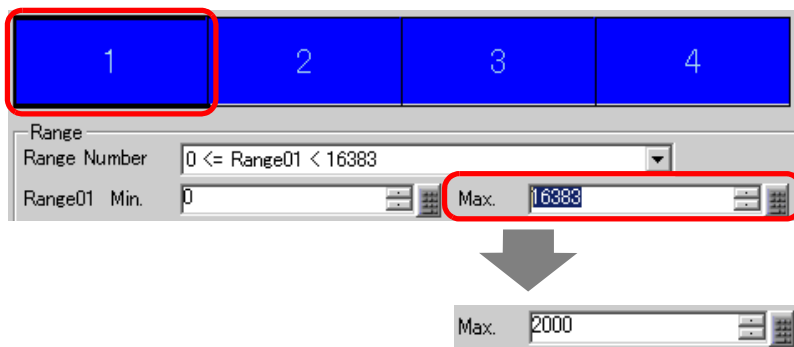 1 2 3 4
Range
Range Number 0 <= Range01 < 16383
Range01 Min. 0 Max. 16383
Max. 2000